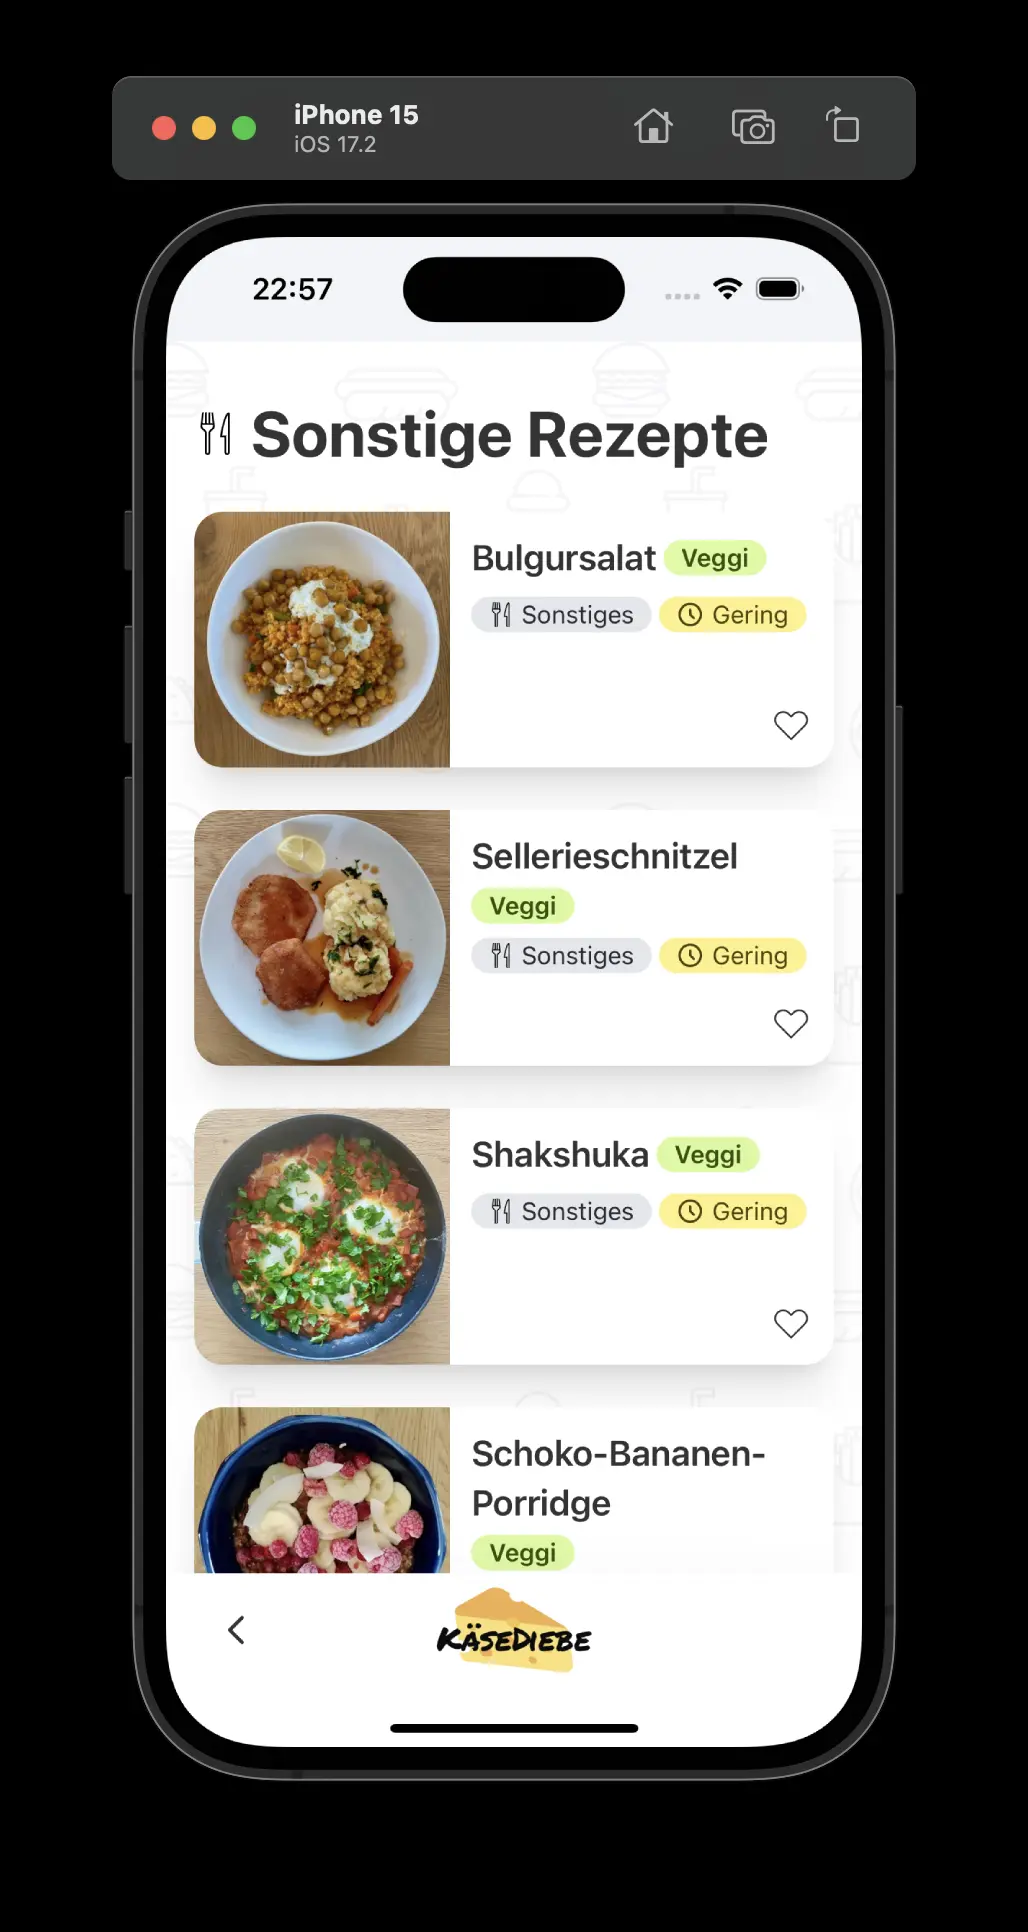 iPhone 15
iOS 17.2
22:57
Sonstige Rezepte
Bulgursalat Veggi
Sonstiges Gering
Sellerieschnitzel
Veggi
Sonstiges Gering
Shakshuka Veggi
Sonstiges Gering
Schoko-Bananen-
Porridge
Veggi
KÄSEDIEBE